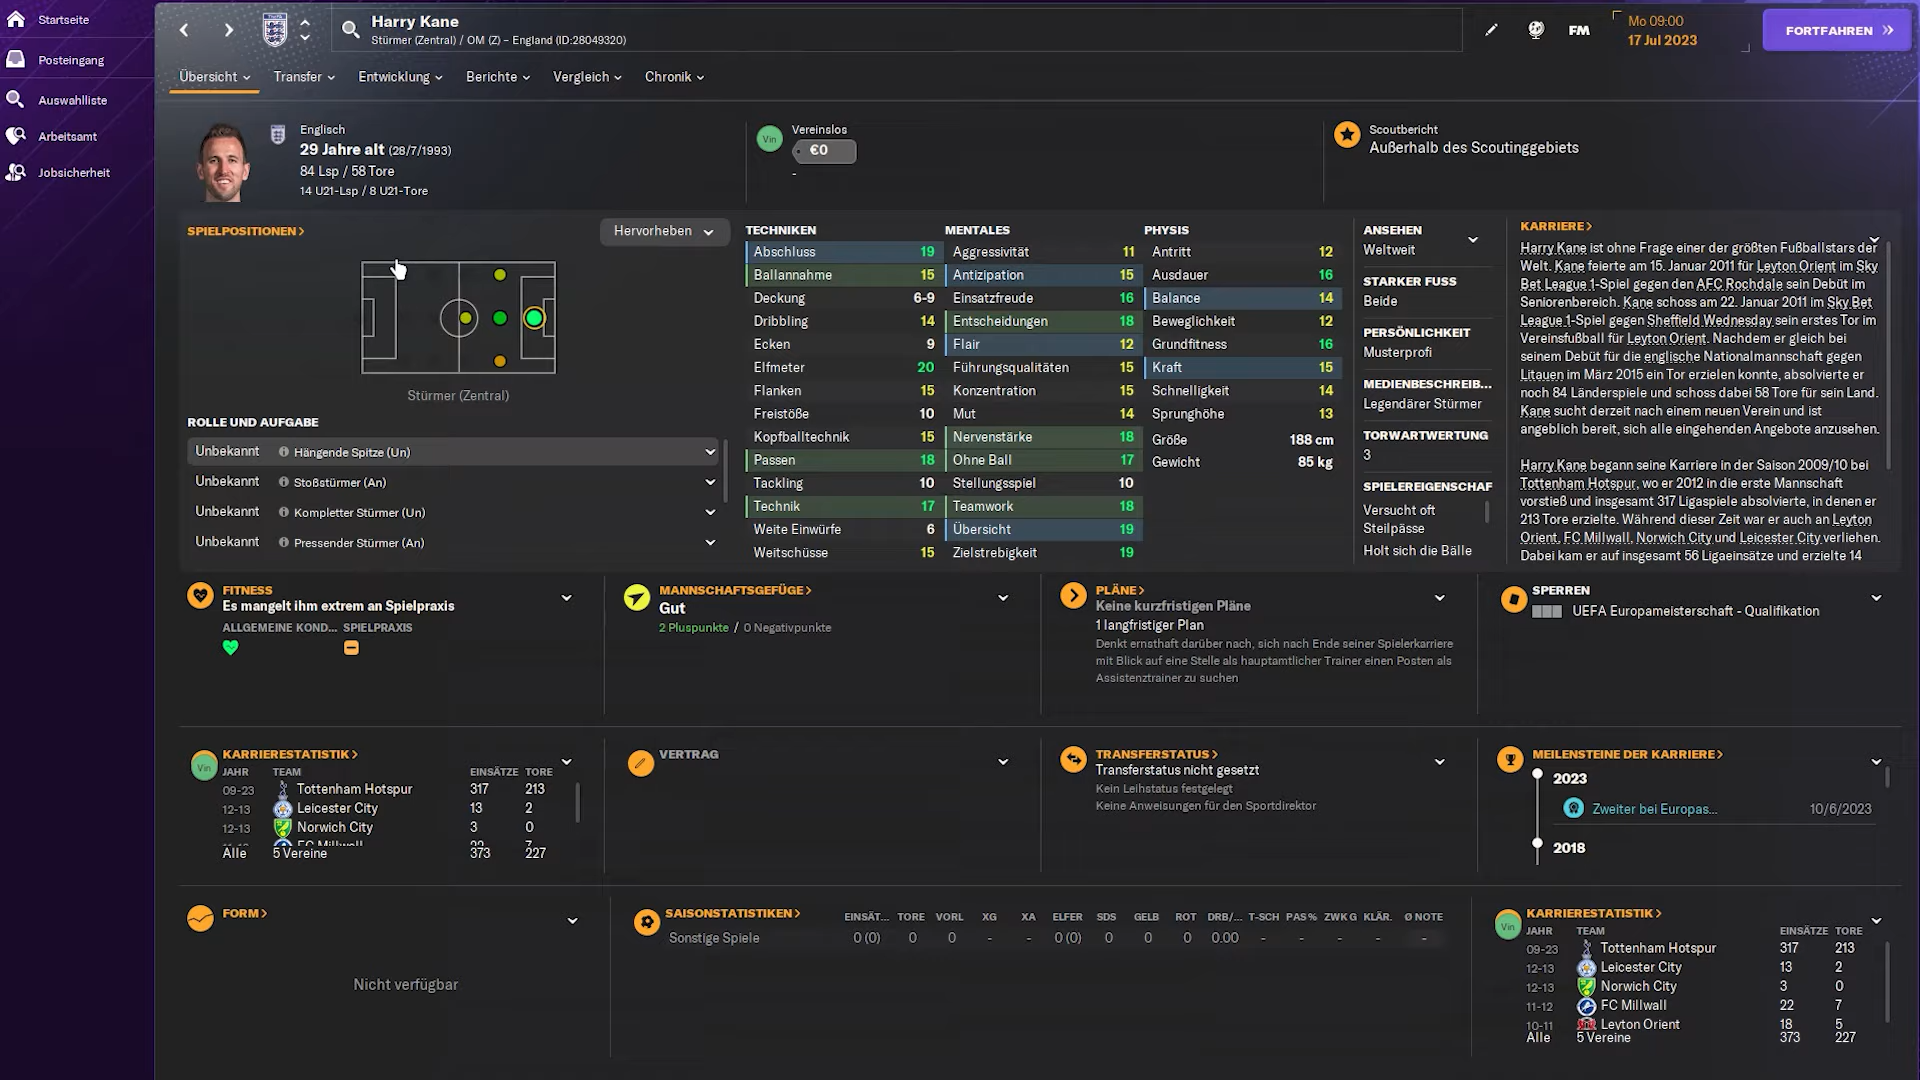 Startseite
Posteingang
Auswahlliste
Arbeitsamt
Jobsicherheit
Harry Kane
Stürmer (Zentral) / OM (Z) – England (ID:28049320)
FM
Mo 09:00
17 Jul 2023
FORTFAHREN
Übersicht Transfer Entwicklung Berichte Vergleich Chronik
Englisch
29 Jahre alt (28/7/1993)
84 Lsp / 58 Tore
14 U21-Lsp / 8 U21-Tore
Vin
Vereinslos
€0
-
Scoutbericht
Außerhalb des Scoutinggebiets
SPIELPOSITIONEN
Hervorheben
Stürmer (Zentral)
ROLLE UND AUFGABE
Unbekannt Hängende Spitze (Un)
Unbekannt Stoßstürmer (An)
Unbekannt Kompletter Stürmer (Un)
Unbekannt Pressender Stürmer (An)
TECHNIKEN
Abschluss 19
Ballannahme 15
Deckung 6-9
Dribbling 14
Ecken 9
Elfmeter 20
Flanken 15
Freistöße 10
Kopfballtechnik 15
Passen 18
Tackling 10
Technik 17
Weite Einwürfe 6
Weitschüsse 15
MENTALES
Aggressivität 11
Antizipation 15
Einsatzfreude 16
Entscheidungen 18
Flair 12
Führungsqualitäten 15
Konzentration 15
Mut 14
Nervenstärke 18
Ohne Ball 17
Stellungsspiel 10
Teamwork 18
Übersicht 19
Zielstrebigkeit 19
PHYSIS
Antritt 12
Ausdauer 16
Balance 14
Beweglichkeit 12
Grundfitness 16
Kraft 15
Schnelligkeit 14
Sprunghöhe 13
Größe 188 cm
Gewicht 85 kg
ANSEHEN
Weltweit
STARKER FUSS
Beide
PERSÖNLICHKEIT
Musterprofi
MEDIENBESCHREIB...
Legendärer Stürmer
TORWARTWERTUNG
3
SPIELEREIGENSCHAF
Versucht oft
Steilpässe
Holt sich die Bälle
KARRIERE
Harry Kane ist ohne Frage einer der größten Fußballstars der
Welt. Kane feierte am 15. Januar 2011 für Leyton Orient im Sky
Bet League 1-Spiel gegen den AFC Rochdale sein Debüt im
Seniorenbereich. Kane schoss am 22. Januar 2011 im Sky Bet
League 1-Spiel gegen Sheffield Wednesday sein erstes Tor im
Vereinsfußball für Leyton Orient. Nachdem er gleich bei
seinem Debüt für die englische Nationalmannschaft gegen
Litauen im März 2015 ein Tor erzielen konnte, absolvierte er
noch 84 Länderspiele und schoss dabei 58 Tore für sein Land.
Kane sucht derzeit nach einem neuen Verein und ist
angeblich bereit, sich alle eingehenden Angebote anzusehen.
Harry Kane begann seine Karriere in der Saison 2009/10 bei
Tottenham Hotspur, wo er 2012 in die erste Mannschaft
vorstieß und insgesamt 317 Ligaspiele absolvierte, in denen er
213 Tore erzielte. Während dieser Zeit war er auch an Leyton
Orient, FC Millwall, Norwich City und Leicester City verliehen.
Dabei kam er auf insgesamt 56 Ligaeinsätze und erzielte 14
FITNESS
Es mangelt ihm extrem an Spielpraxis
ALLGEMEINE KOND... SPIELPRAXIS
MANNSCHAFTSGEFÜGE
Gut
2 Pluspunkte / 0 Negativpunkte
PLÄNE
Keine kurzfristigen Pläne
1 langfristiger Plan
Denkt ernsthaft darüber nach, sich nach Ende seiner Spielerkarriere
mit Blick auf eine Stelle als hauptamtlicher Trainer einen Posten als
Assistenztrainer zu suchen
SPERREN
UEFA Europameisterschaft - Qualifikation
Vin
KARRIERESTATISTIK
JAHR TEAM EINSÄTZE TORE
09-23 Tottenham Hotspur 317 213
12-13 Leicester City 13 2
12-13 Norwich City 3 0
11-12 FC Millwall 22 7
Alle 5 Vereine 373 227
VERTRAG
TRANSFERSTATUS
Transferstatus nicht gesetzt
Kein Leihstatus festgelegt
Keine Anweisungen für den Sportdirektor
MEILENSTEINE DER KARRIERE
2023
Zweiter bei Europas... 10/6/2023
2018
FORM
Nicht verfügbar
SAISONSTATISTIKEN EINSÄT... TORE VORL XG XA ELFER SDS GELB ROT DRB/... T-SCH PAS % ZWK G KLÄR. Ø NOTE
Sonstige Spiele 0 (0) 0 0 - - 0 (0) 0 0 0 0.00 - - - - -
Vin
KARRIERESTATISTIK
JAHR TEAM EINSÄTZE TORE
09-23 Tottenham Hotspur 317 213
12-13 Leicester City 13 2
12-13 Norwich City 3 0
11-12 FC Millwall 22 7
10-11 Leyton Orient 18 5
Alle 5 Vereine 373 227